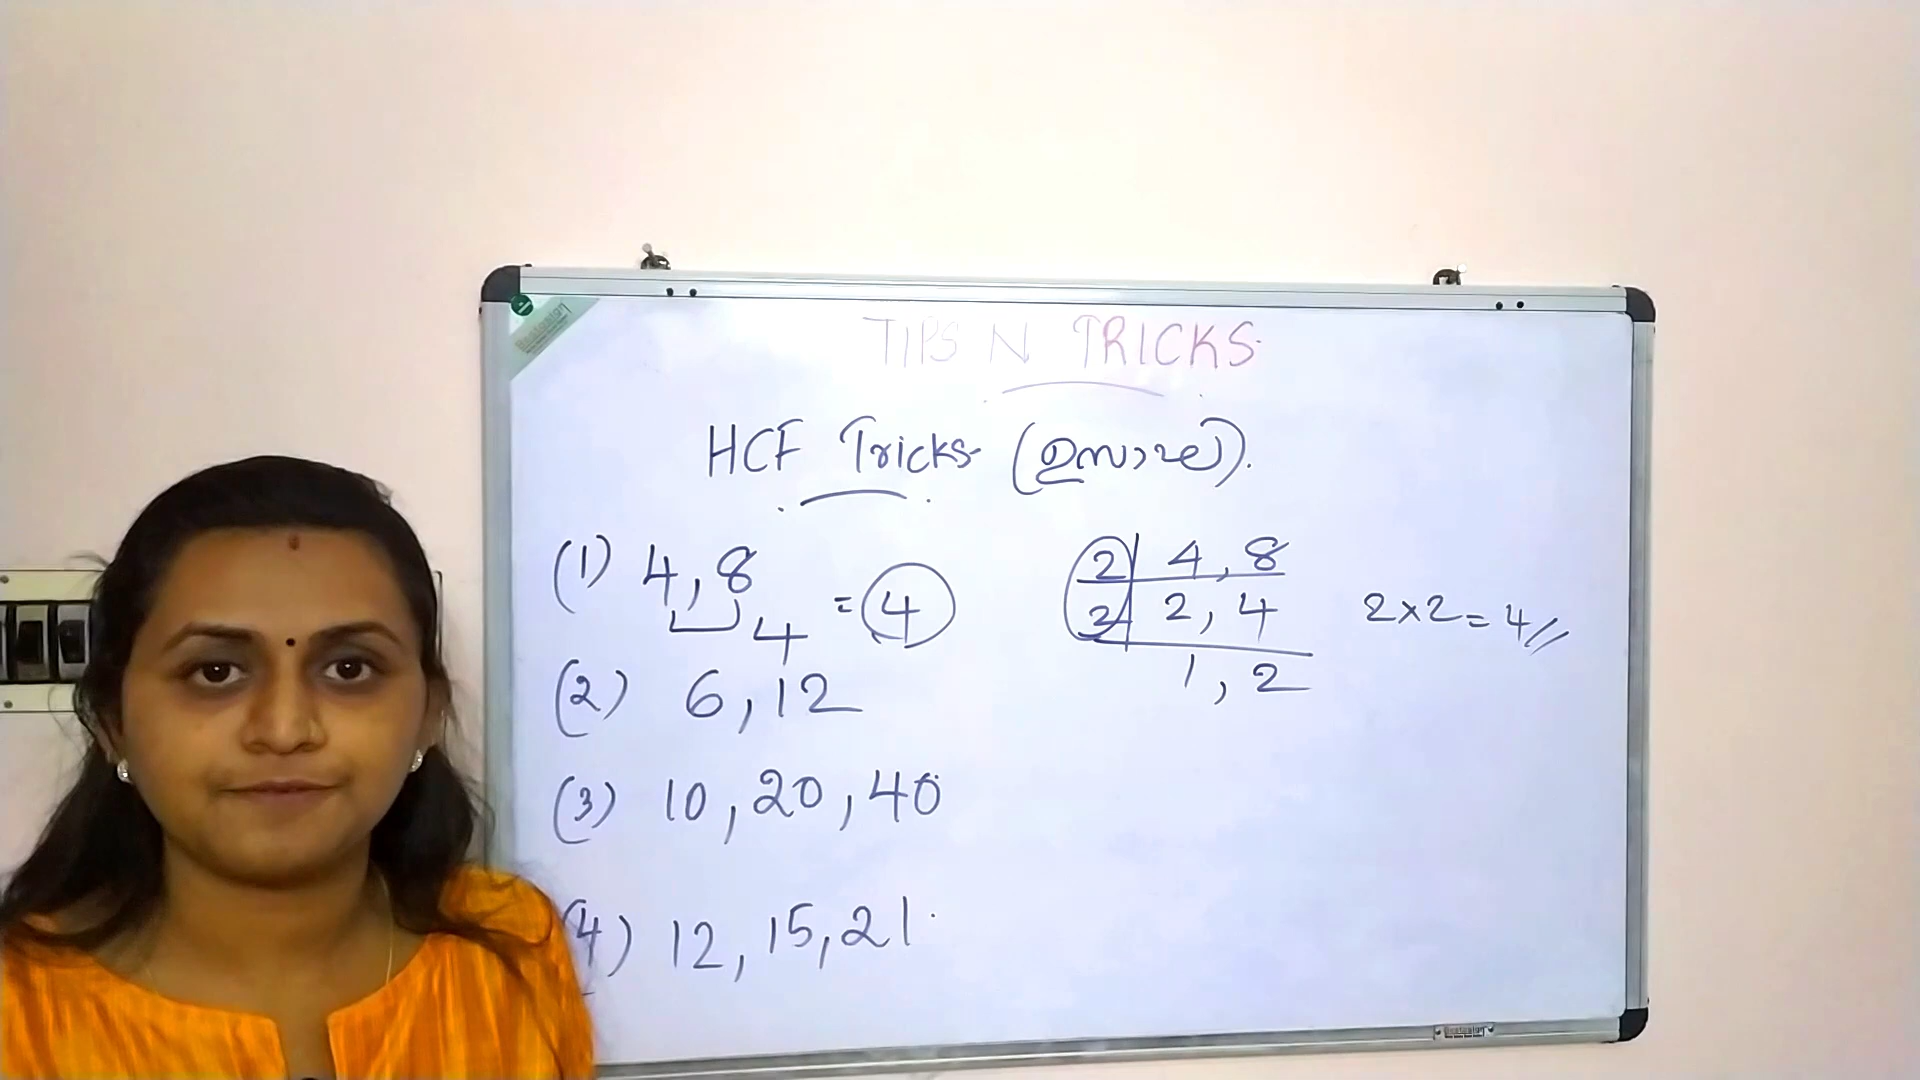 TIPS N TRICKS
HCF Tricks (ഉസാഘ).
(1) 4, 8
4 = 4
(2) 6, 12
(3) 10, 20, 40
(4) 12, 15, 21
2 | 4, 8
2 | 2, 4
1, 2
2 × 2 = 4 //